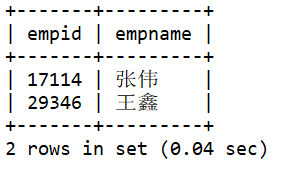 +-------+---------+
| empid | empname |
+-------+---------+
| 17114 | 张伟    |
| 29346 | 王鑫    |
+-------+---------+
2 rows in set (0.04 sec)